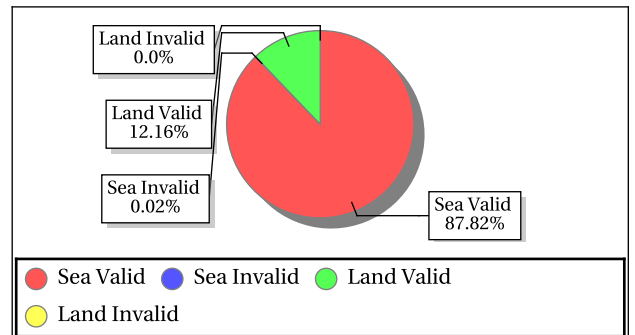 Land Invalid
0.0%
Land Valid
12.16%
Sea Invalid
0.02%
Sea Valid
87.82%
Sea Valid Sea Invalid Land Valid
Land Invalid